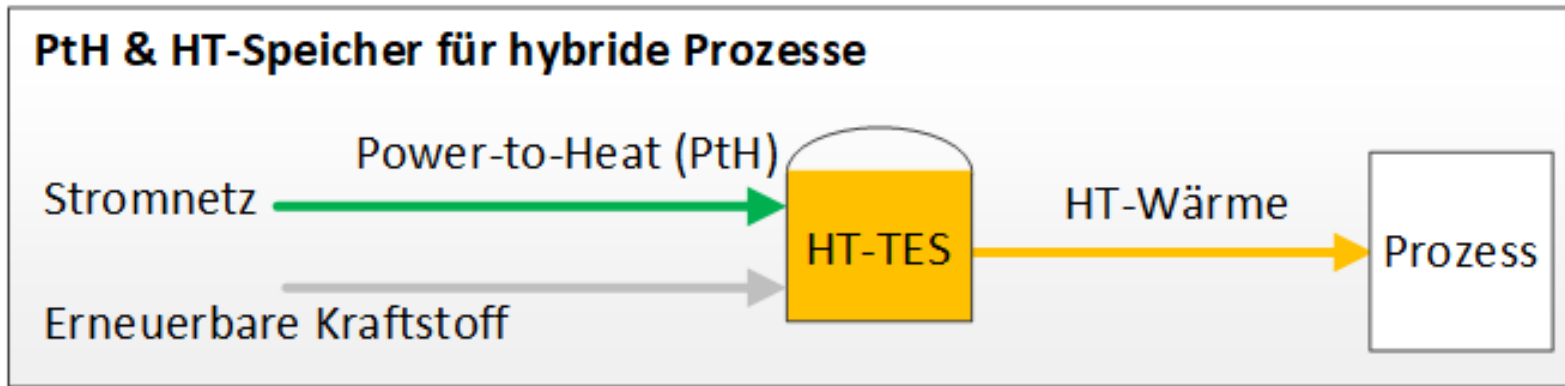 PtH & HT-Speicher für hybride Prozesse
Power-to-Heat (PtH)
Stromnetz
HT-Wärme
HT-TES
Prozess
Erneuerbare Kraftstoff